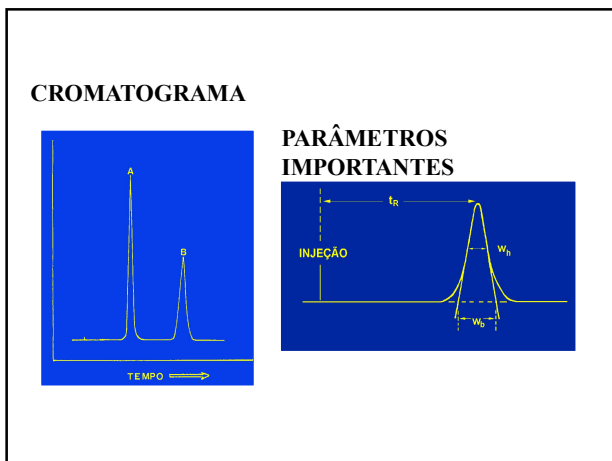 CROMATOGRAMA
A
B
TEMPO
PARÂMETROS
IMPORTANTES
tR
INJEÇÃO
wh
wb